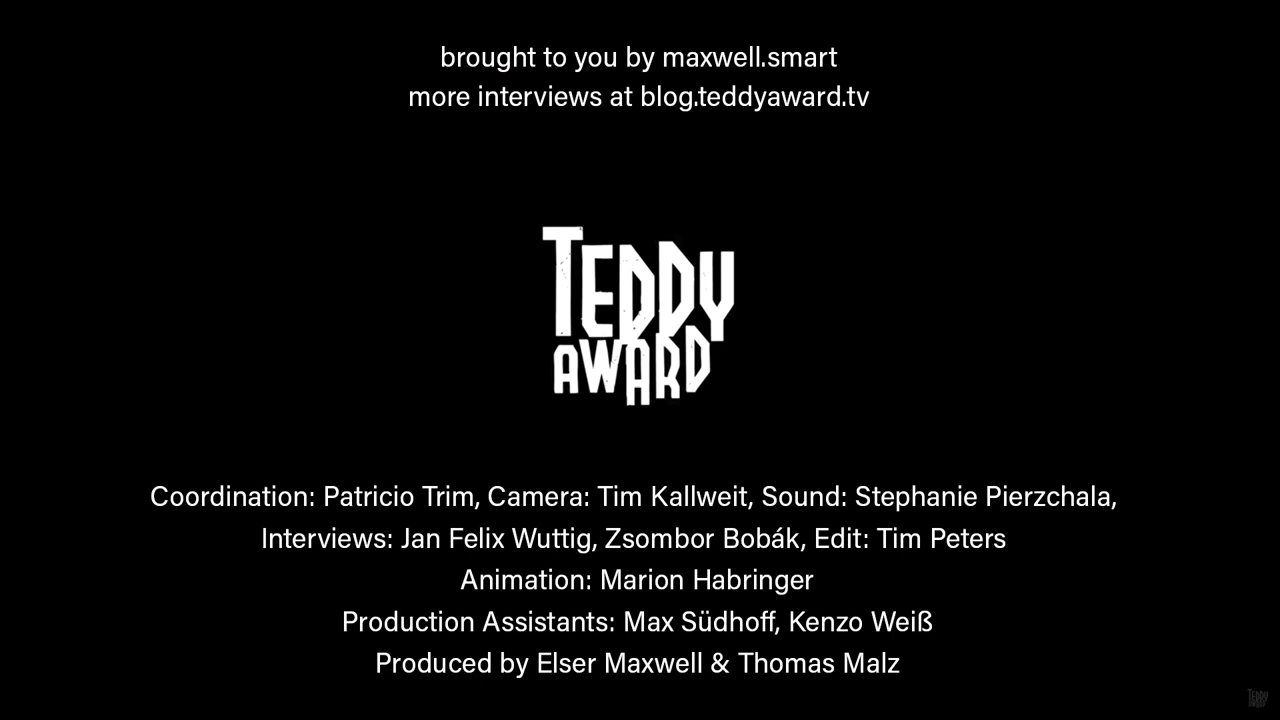 brought to you by maxwell.smart
more interviews at blog.teddyaward.tv
TEDDY
AWARD
Coordination: Patricio Trim, Camera: Tim Kallweit, Sound: Stephanie Pierzchala,
Interviews: Jan Felix Wuttig, Zsombor Bobák, Edit: Tim Peters
Animation: Marion Habringer
Production Assistants: Max Südhoff, Kenzo Weiß
Produced by Elser Maxwell & Thomas Malz
TEDDY
AWARD